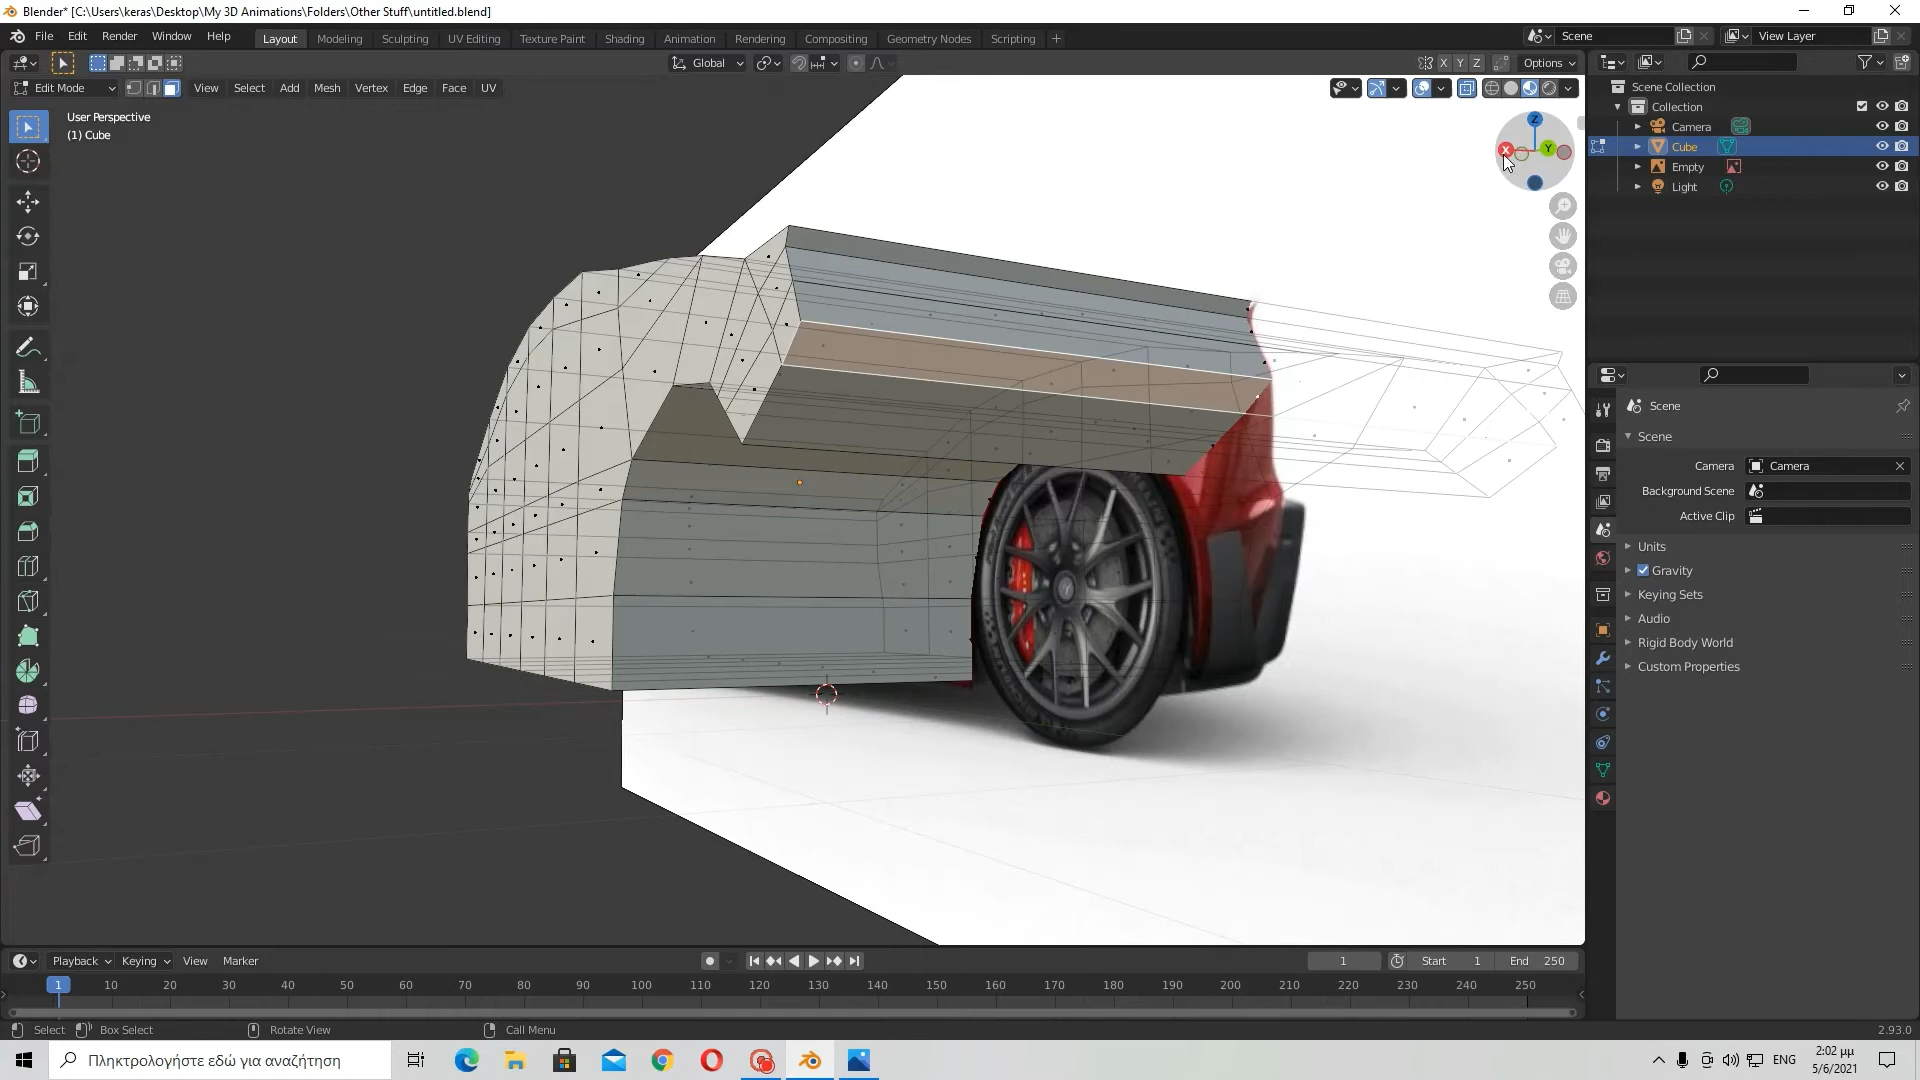 Blender* [C:\Users\keras\Desktop\My 3D Animations\Folders\Other Stuff\untitled.blend]
File Edit Render Window Help Layout Modeling Sculpting UV Editing Texture Paint Shading Animation Rendering Compositing Geometry Nodes Scripting + Scene View Layer
Global X Y Z Options
Edit Mode View Select Add Mesh Vertex Edge Face UV
User Perspective
(1) Cube
Z
X
Y
Scene Collection
Collection
Camera
Cube
Empty
Light
Scene
Scene
Camera Camera
Background Scene
Active Clip
Units
Gravity
Keying Sets
Audio
Rigid Body World
Custom Properties
Playback Keying View Marker 1 Start 1 End 250
1 10 20 30 40 50 60 70 80 90 100 110 120 130 140 150 160 170 180 190 200 210 220 230 240 250
Select Box Select Rotate View Call Menu 2.93.0
Πληκτρολογήστε εδώ για αναζήτηση
ENG
2:02 μμ
5/6/2021